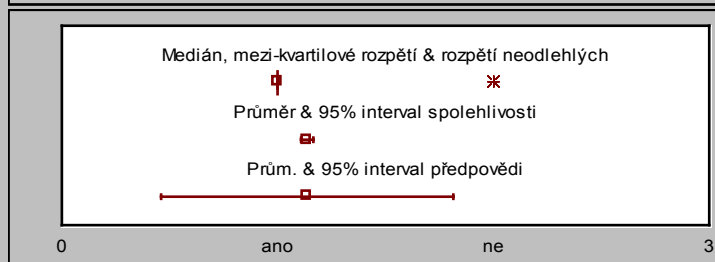 Medián, mezi-kvartilové rozpětí & rozpětí neodlehlých
Průměr & 95% interval spolehlivosti
Prům. & 95% interval předpovědi
0 ano ne 3